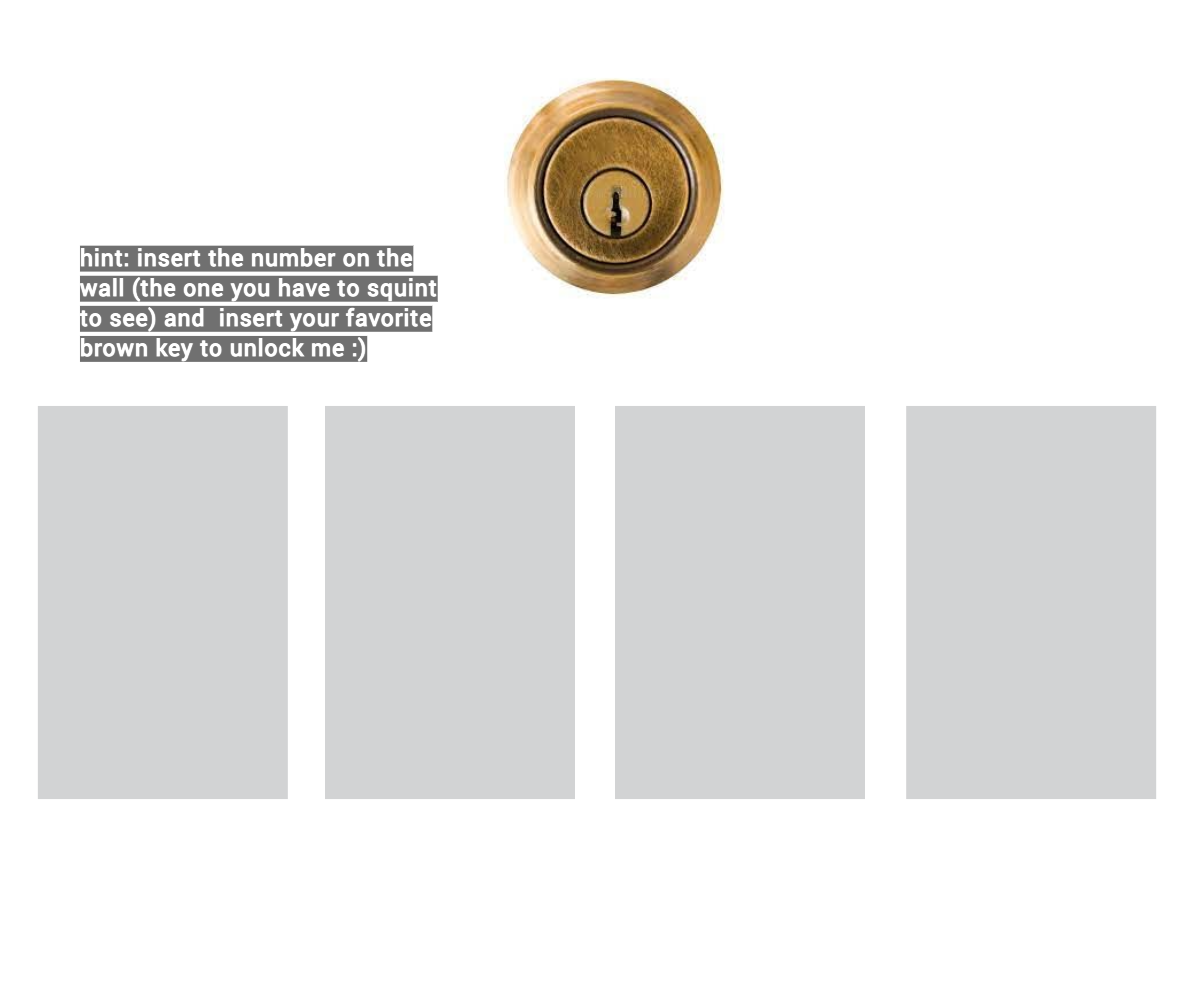 hint: insert the number on the
wall (the one you have to squint
to see) and  insert your favorite
brown key to unlock me :)